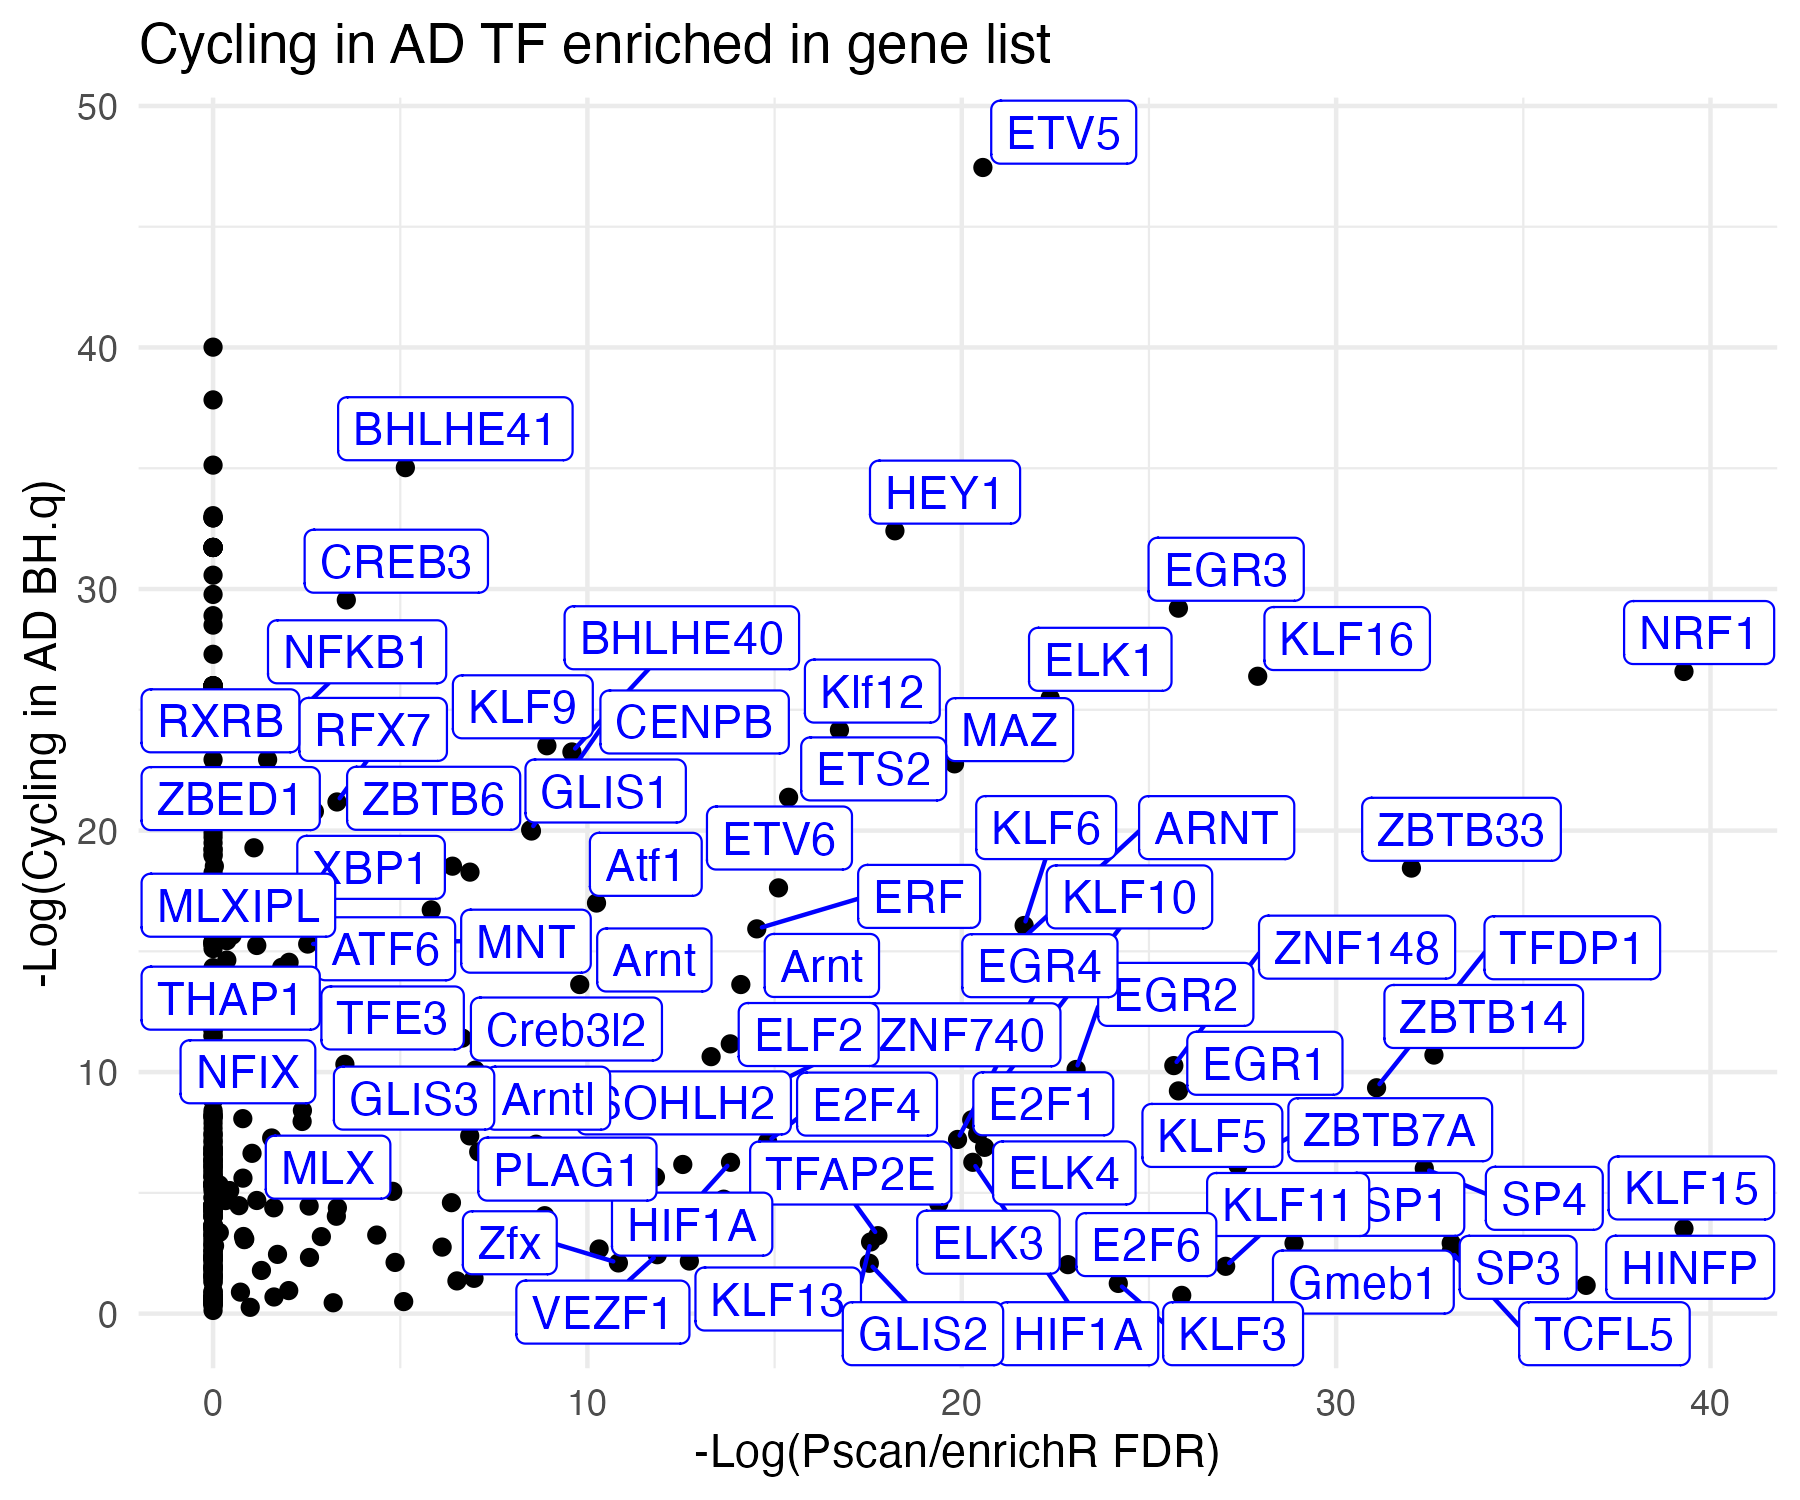 Cycling in AD TF enriched in gene list
-Log(Cycling in AD BH.q)
50
40
30
20
10
0
ETV5
BHLHE41
HEY1
CREB3
EGR3
NFKB1
BHLHE40
ELK1
KLF16
NRF1
RXRB
RFX7
KLF9
CENPB
Klf12
MAZ
ZBED1
ZBTB6
GLIS1
ETS2
ETV6
KLF6
ARNT
ZBTB33
XBP1
Atf1
MLXIPL
ERF
KLF10
ATF6
MNT
Arnt
Arnt
EGR4
ZNF148
TFDP1
THAP1
EGR2
TFE3
Creb3l2
ELF2
ZNF740
ZBTB14
NFIX
EGR1
GLIS3
Arntl
SOHLH2
E2F4
E2F1
KLF5
ZBTB7A
MLX
PLAG1
TFAP2E
ELK4
KLF11
SP1
SP4
KLF15
HIF1A
Zfx
ELK3
E2F6
SP3
HINFP
Gmeb1
VEZF1
KLF13
GLIS2
HIF1A
KLF3
TCFL5
0
10
20
30
40
-Log(Pscan/enrichR FDR)